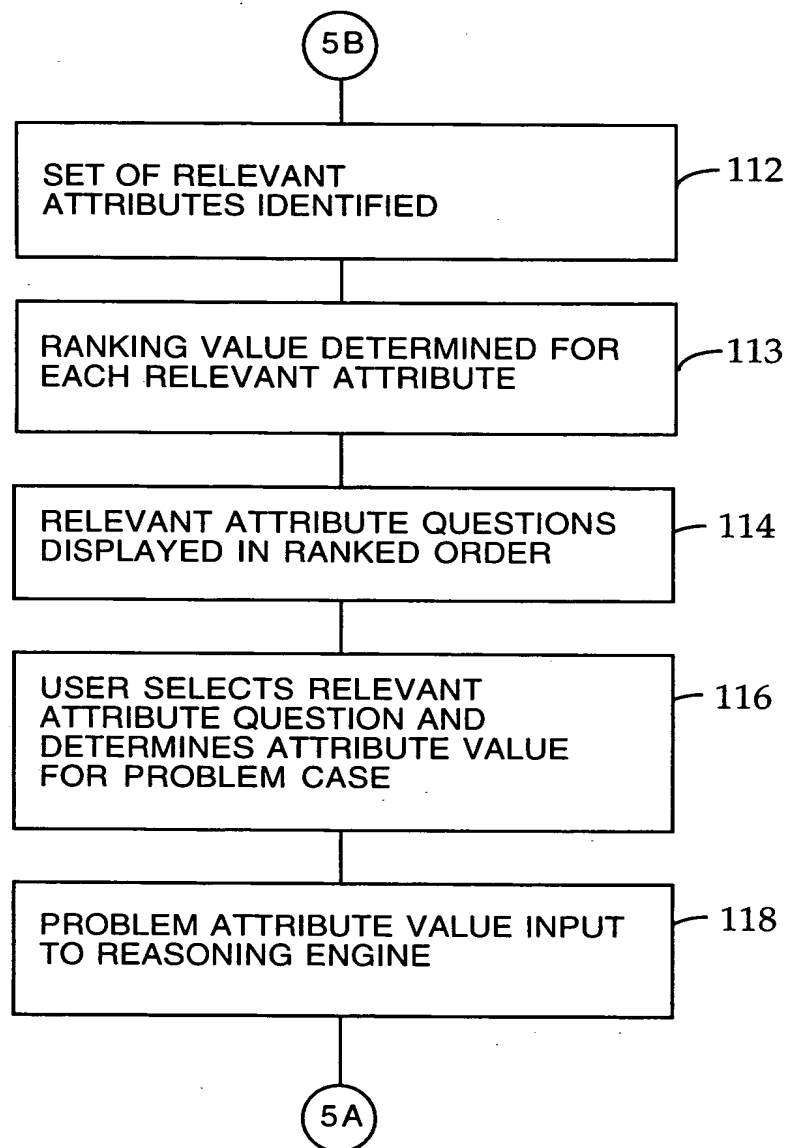 5B
SET OF RELEVANT
ATTRIBUTES IDENTIFIED
112
RANKING VALUE DETERMINED FOR
EACH RELEVANT ATTRIBUTE
113
RELEVANT ATTRIBUTE QUESTIONS
DISPLAYED IN RANKED ORDER
114
USER SELECTS RELEVANT
ATTRIBUTE QUESTION AND
DETERMINES ATTRIBUTE VALUE
FOR PROBLEM CASE
116
PROBLEM ATTRIBUTE VALUE INPUT
TO REASONING ENGINE
118
5A